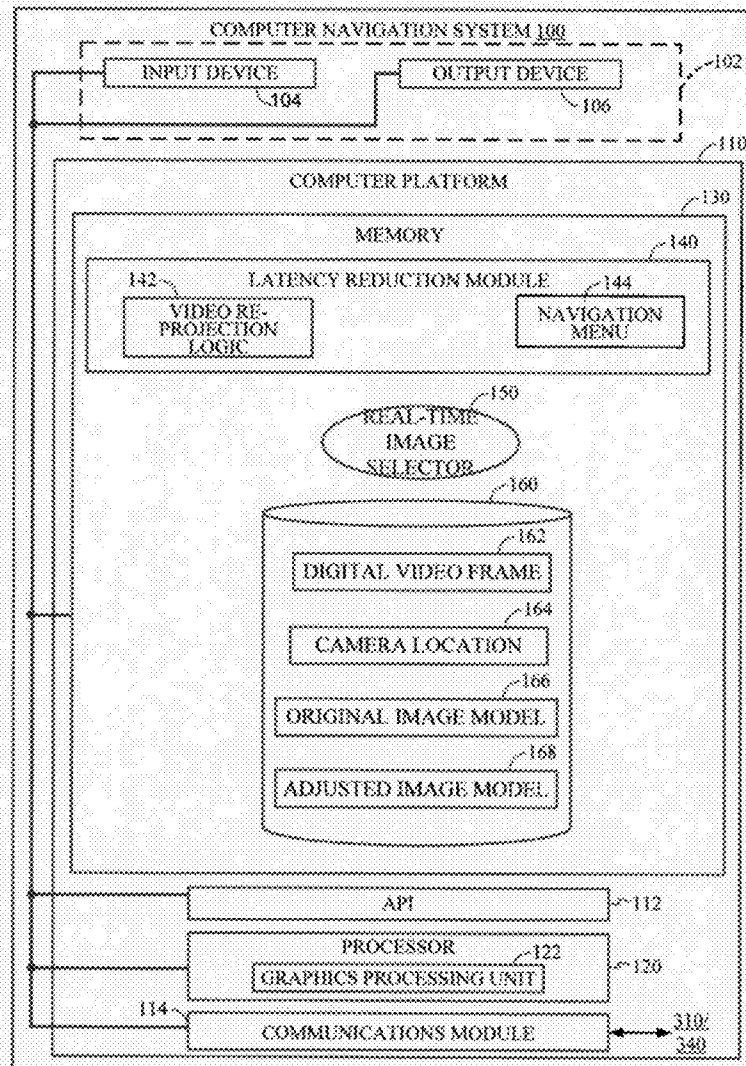 COMPUTER NAVIGATION SYSTEM 100
INPUT DEVICE
OUTPUT DEVICE
102
104
106
110
COMPUTER PLATFORM
130
MEMORY
140
LATENCY REDUCTION MODULE
142
144
VIDEO RE-
PROJECTION
LOGIC
NAVIGATION
MENU
150
REAL-TIME
IMAGE
SELECTOR
160
162
DIGITAL VIDEO FRAME
164
CAMERA LOCATION
166
ORIGINAL IMAGE MODEL
168
ADJUSTED IMAGE MODEL
API
112
PROCESSOR
122
GRAPHICS PROCESSING UNIT
120
114
COMMUNICATIONS MODULE
310/
340